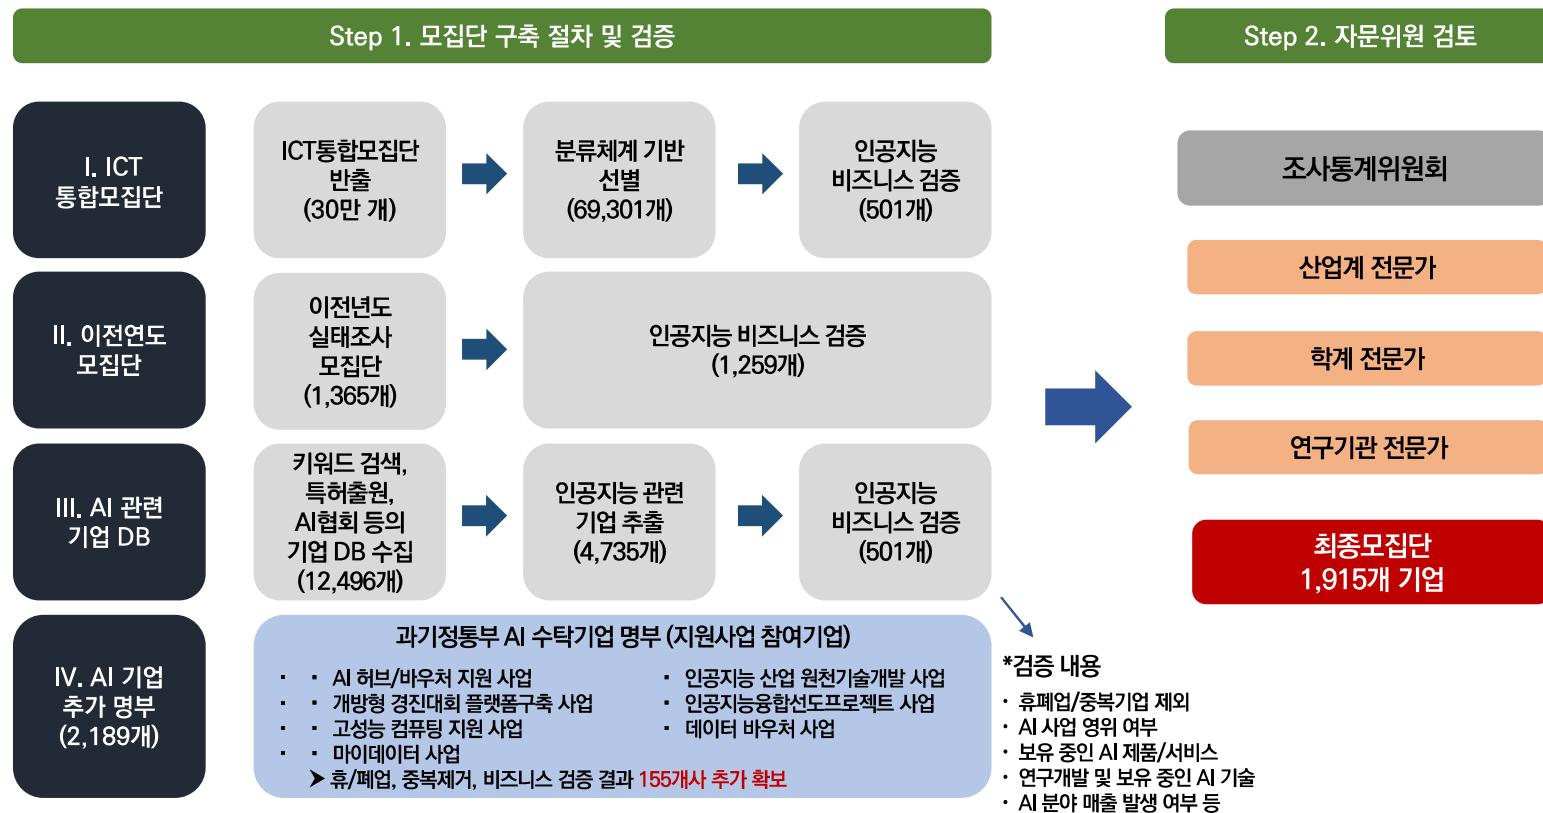 Step 1. 모집단 구축 절차 및 검증
Step 2. 자문위원 검토
I. ICT
통합모집단
ICT통합모집단
반출
(30만 개)
분류체계 기반
선별
(69,301개)
인공지능
비즈니스 검증
(501개)
II. 이전연도
모집단
이전년도
실태조사
모집단
(1,365개)
인공지능 비즈니스 검증
(1,259개)
III. AI 관련
기업 DB
키워드 검색,
특허출원,
AI협회 등의
기업 DB 수집
(12,496개)
인공지능 관련
기업 추출
(4,735개)
인공지능
비즈니스 검증
(501개)
IV. AI 기업
추가 명부
(2,189개)
과기정통부 AI 수탁기업 명부 (지원사업 참여기업)
▪ ▪ AI 허브/바우처 지원 사업
▪ ▪ 개방형 경진대회 플랫폼구축 사업
▪ ▪ 고성능 컴퓨팅 지원 사업
▪ ▪ 마이데이터 사업
▪ 인공지능 산업 원천기술개발 사업
▪ 인공지능융합선도프로젝트 사업
▪ 데이터 바우처 사업
➤ 휴/폐업, 중복제거, 비즈니스 검증 결과 155개사 추가 확보
*검증 내용
· 휴폐업/중복기업 제외
· AI 사업 영위 여부
· 보유 중인 AI 제품/서비스
· 연구개발 및 보유 중인 AI 기술
· AI 분야 매출 발생 여부 등
조사통계위원회
산업계 전문가
학계 전문가
연구기관 전문가
최종모집단
1,915개 기업